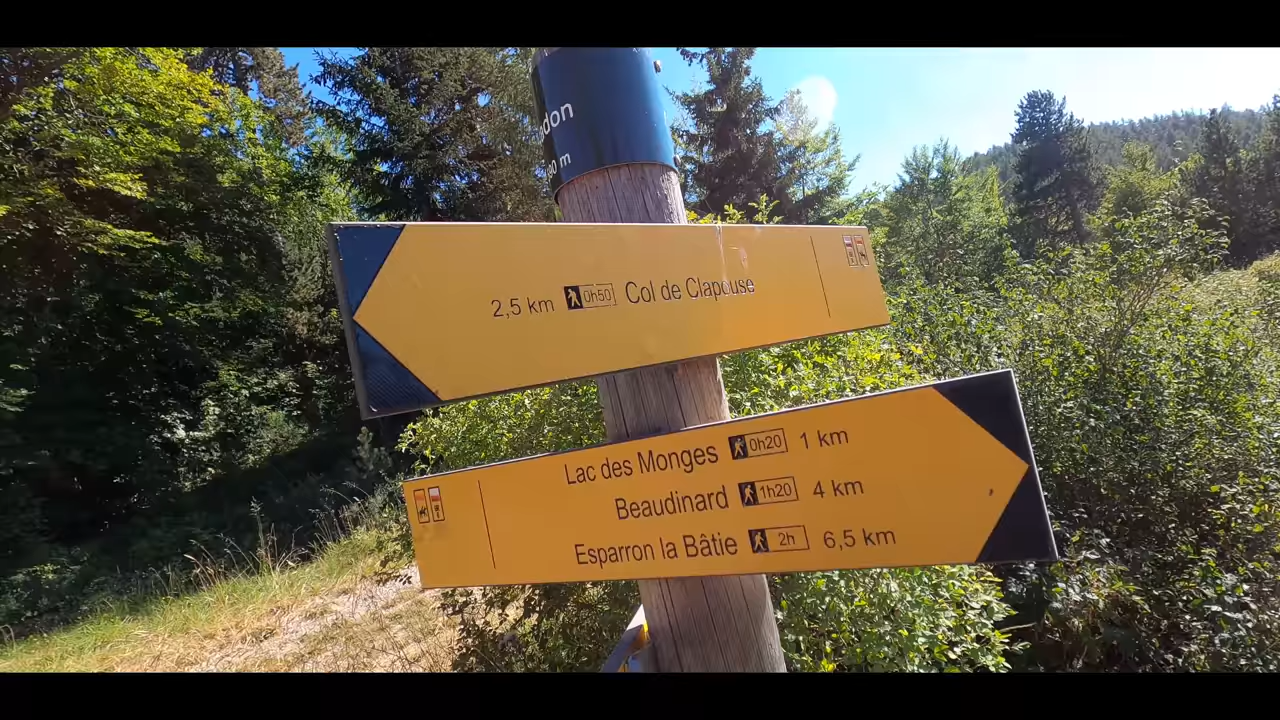 2,5 km 0h50 Col de Clapouse
Lac des Monges 0h20 1 km
Beaudinard 1h20 4 km
Esparron la Bâtie 2h 6,5 km